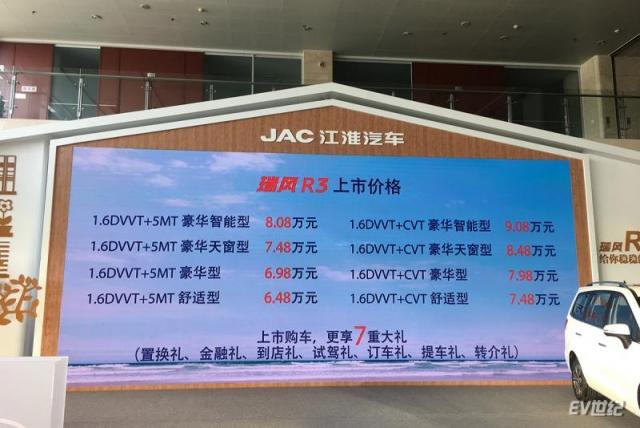 JAC 江淮汽车
瑞风R3 上市价格
1.6DVVT+5MT 豪华智能型 8.08万元
1.6DVVT+CVT 豪华智能型 9.08万元
1.6DVVT+5MT 豪华天窗型 7.48万元
1.6DVVT+CVT 豪华天窗型 8.48万元
1.6DVVT+5MT 豪华型 6.98万元
1.6DVVT+CVT 豪华型 7.98万元
1.6DVVT+5MT 舒适型 6.48万元
1.6DVVT+CVT 舒适型 7.48万元
上市购车，更享7重大礼
（置换礼、金融礼、到店礼、试驾礼、订车礼、提车礼、转介礼）
瑞风R
给你稳稳的
EV世纪